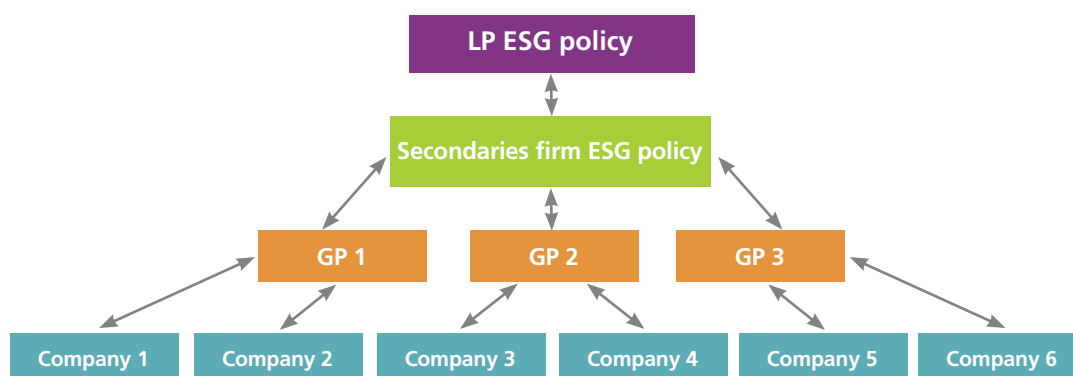 LP ESG policy
Secondaries firm ESG policy
GP 1
GP 2
GP 3
Company 1
Company 2
Company 3
Company 4
Company 5
Company 6